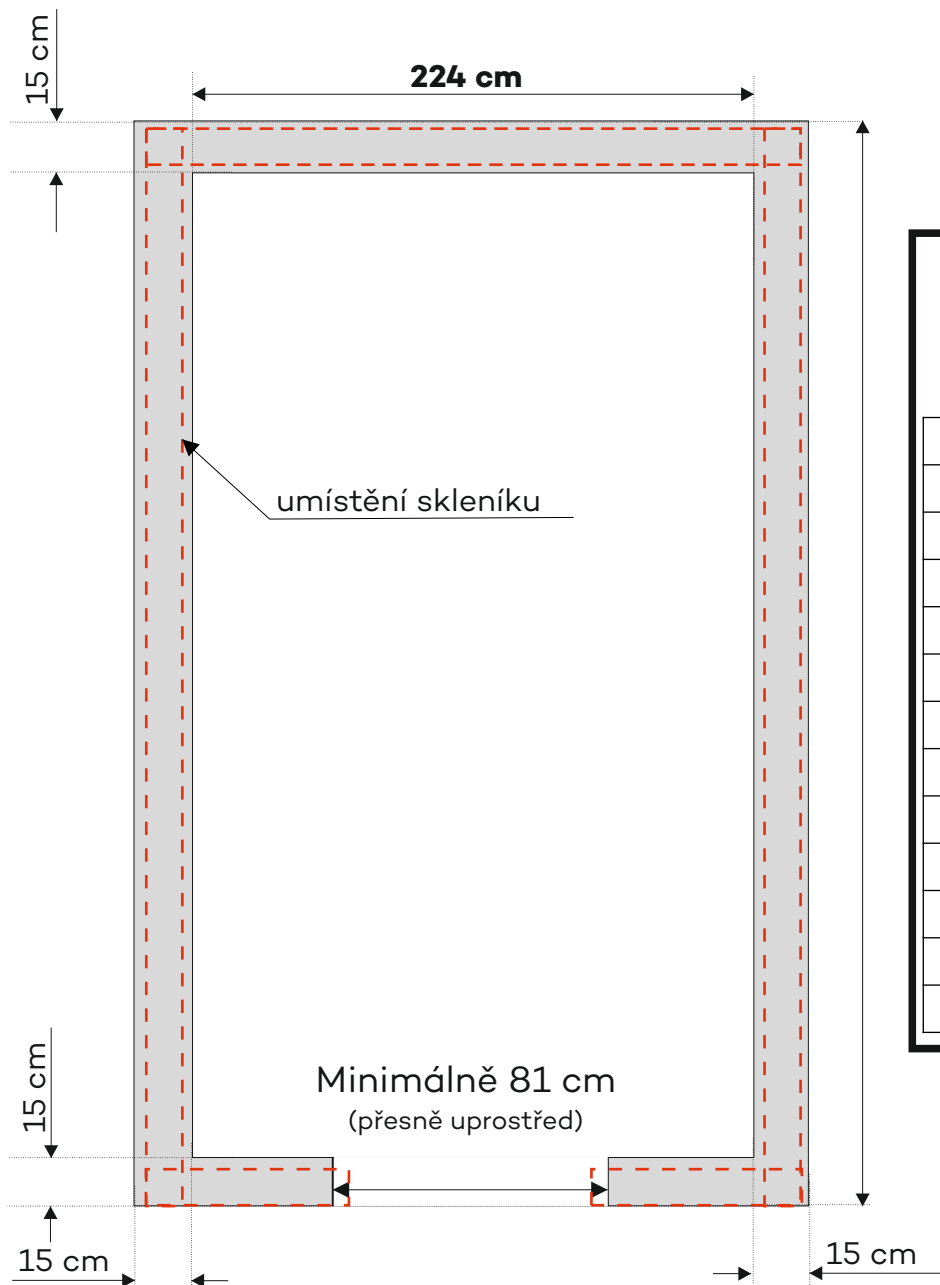 15 cm
224 cm
umístění skleníku
15 cm
Minimálně 81 cm
(přesně uprostřed)
15 cm
15 cm